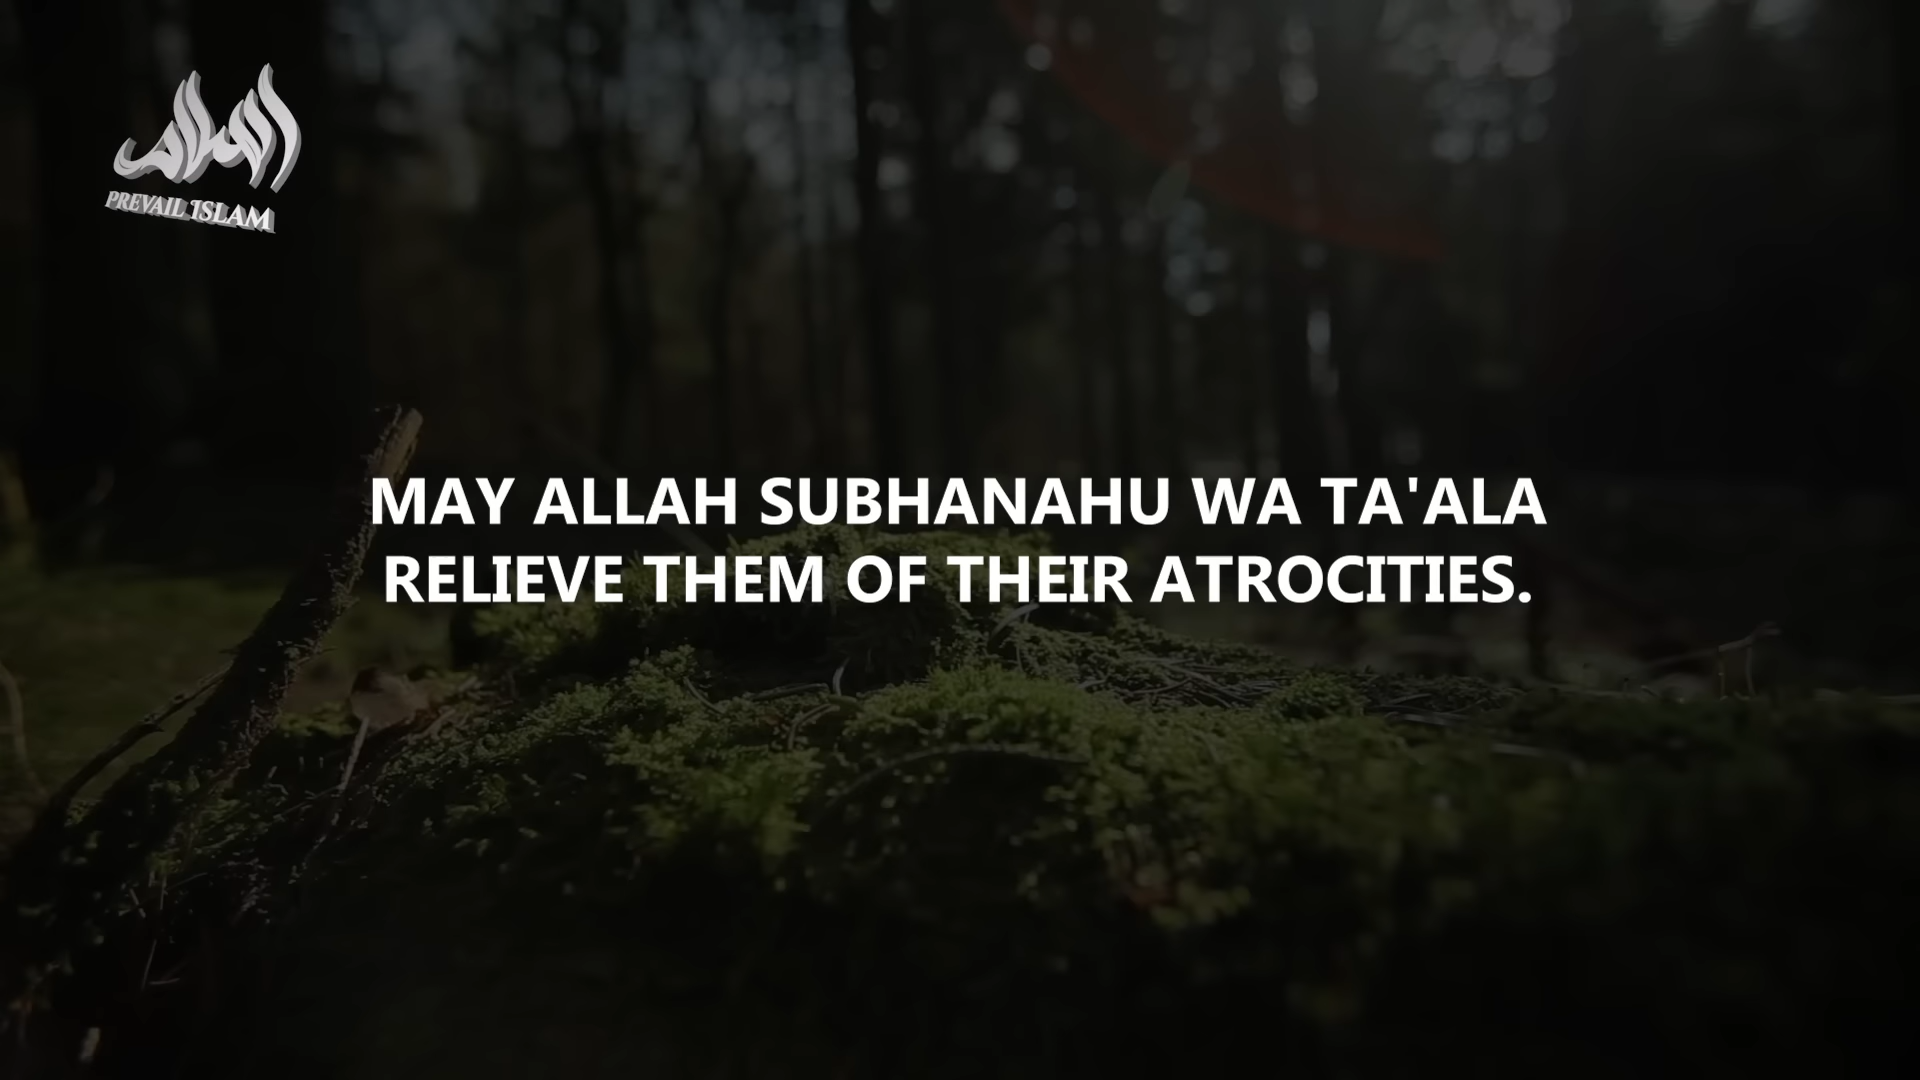 PREVAIL ISLAM
MAY ALLAH SUBHANAHU WA TA'ALA
RELIEVE THEM OF THEIR ATROCITIES.